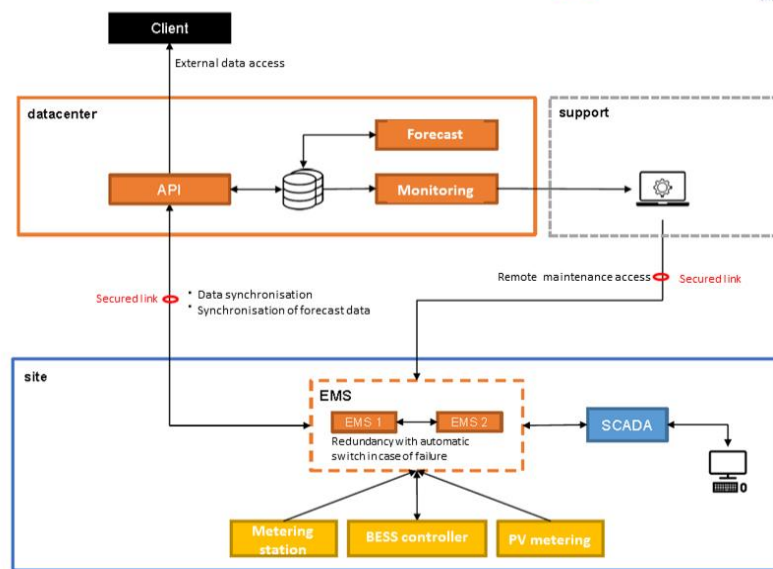 Client
External data access
datacenter
support
Forecast
API
Monitoring
Remote maintenance access
Secured link
Secured link
• Data synchronisation
• Synchronisation of forecast data
site
EMS
EMS 1
EMS 2
Redundancy with automatic
switch in case of failure
SCADA
Metering
station
BESS controller
PV metering